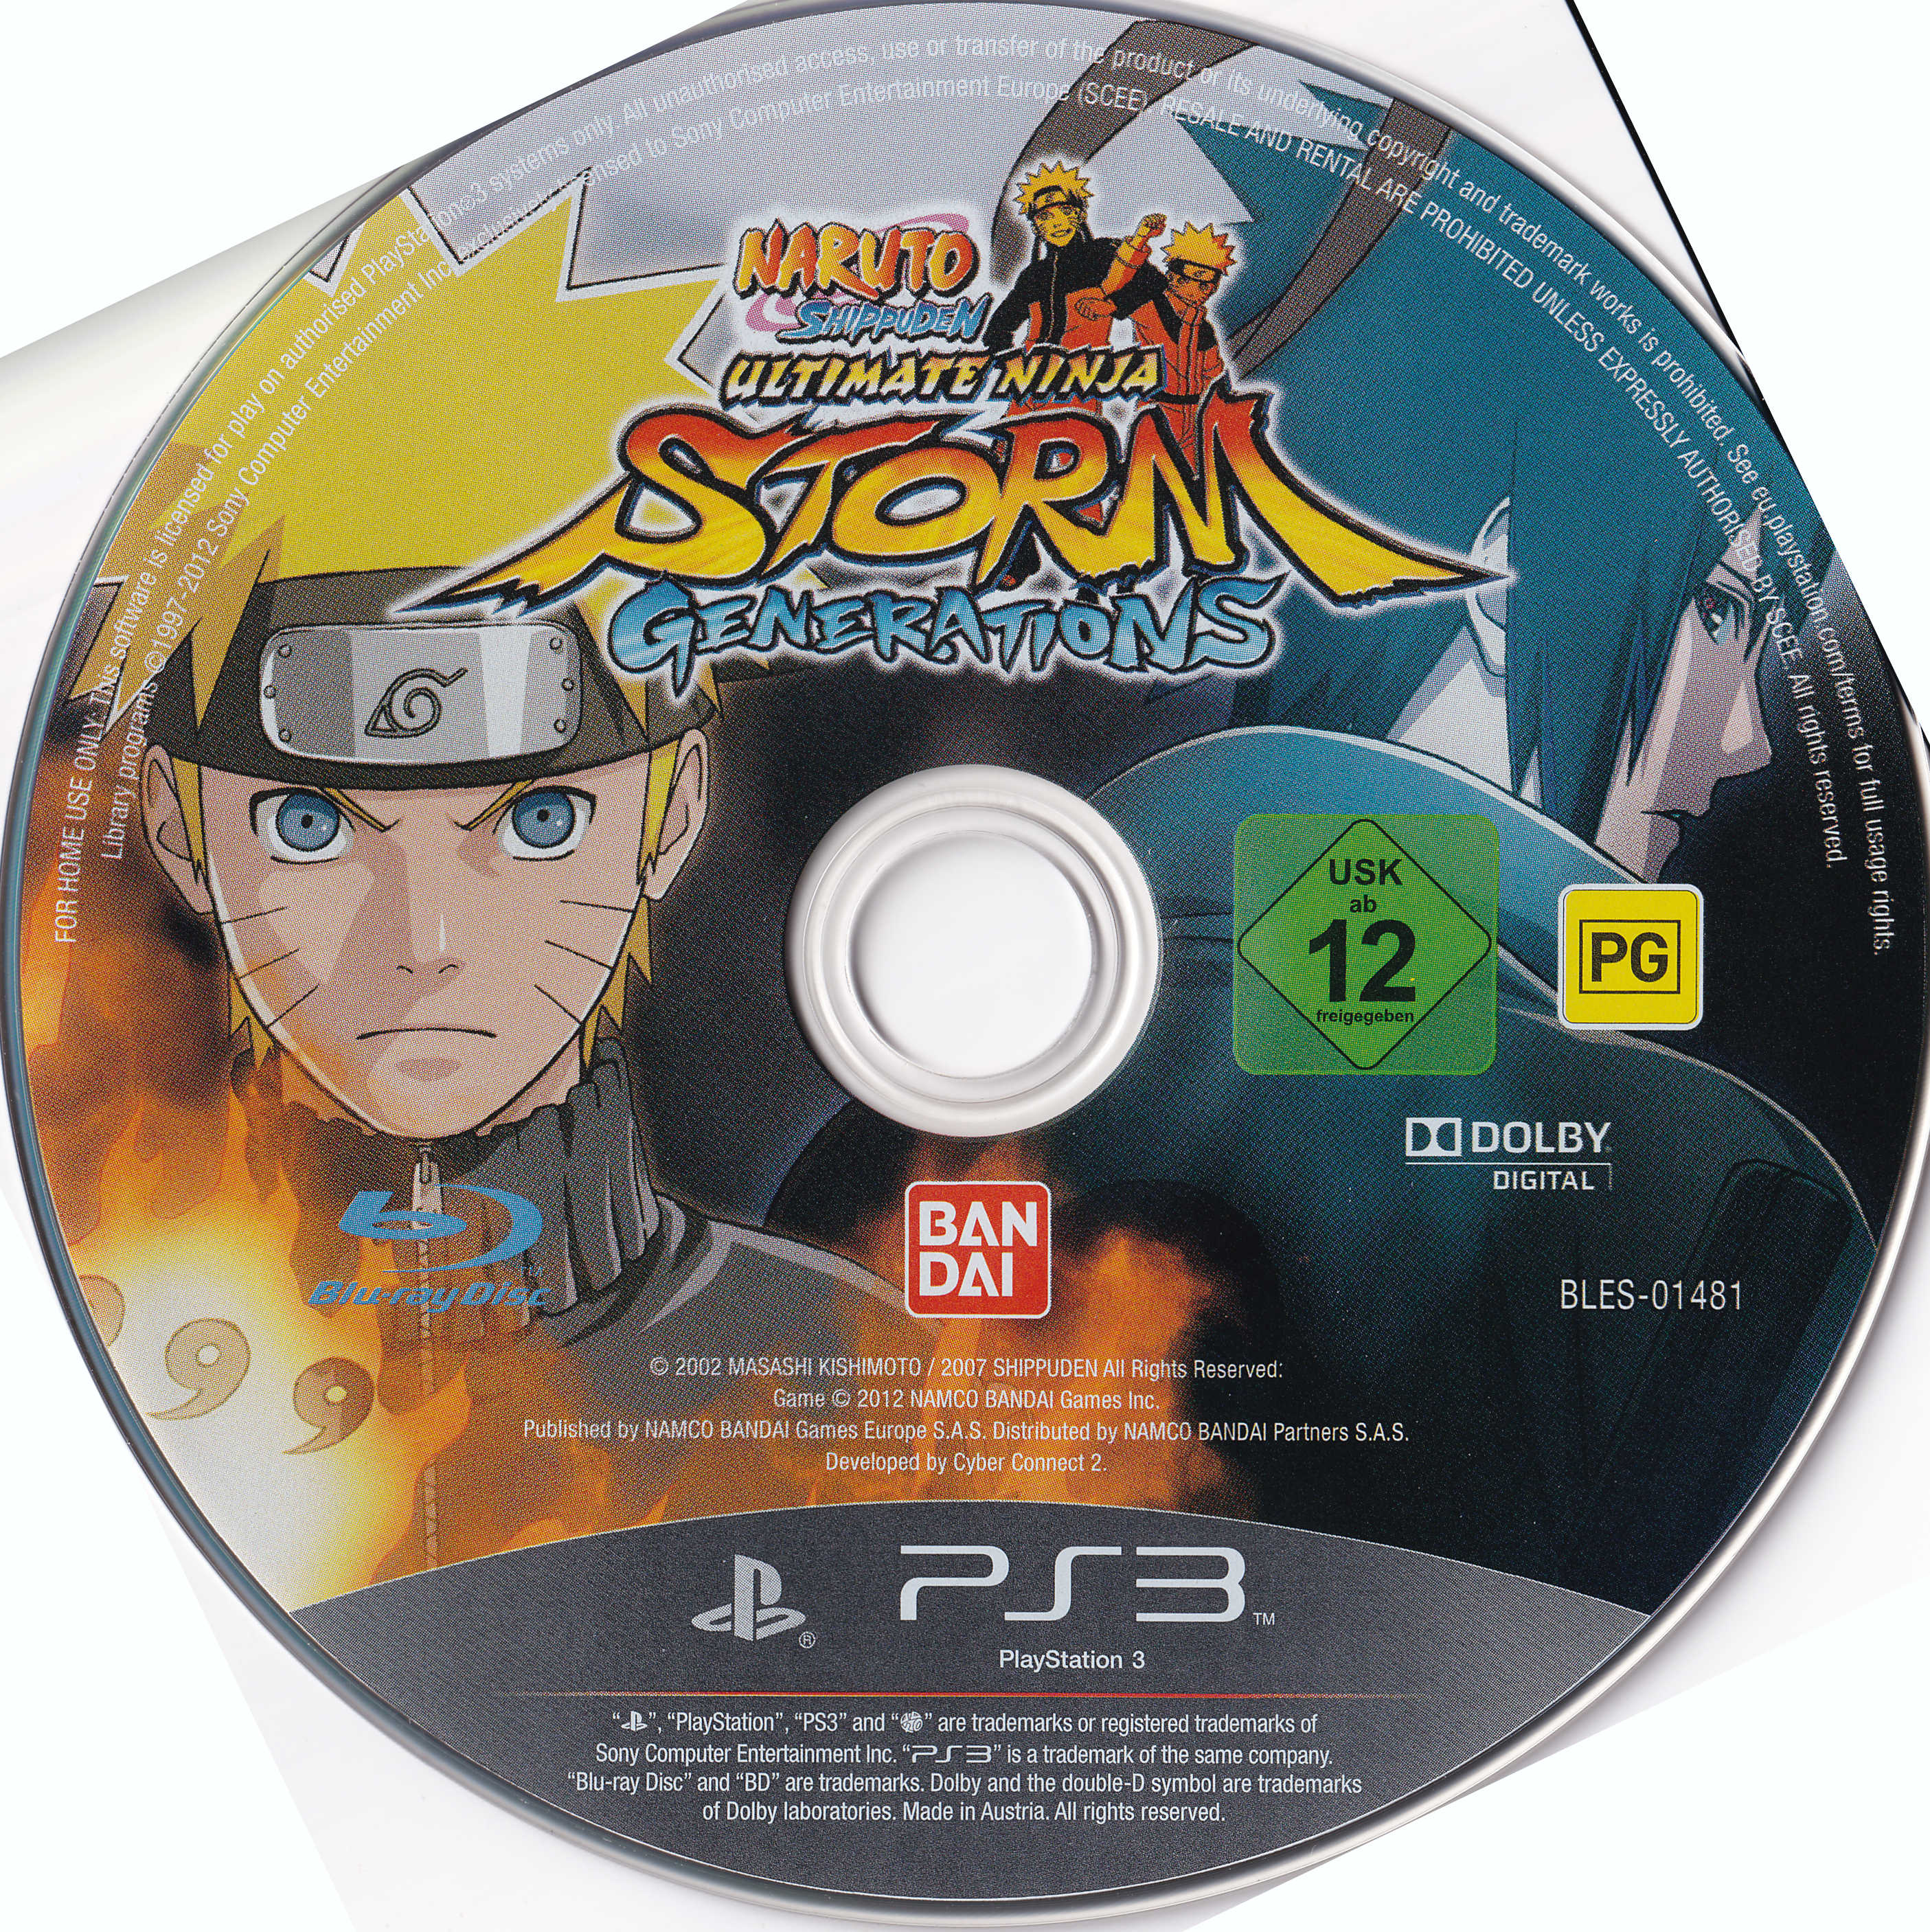 FOR HOME USE ONLY. This software is licensed for play on authorised PlayStation®3 systems only. All unauthorised access, use or transfer of the product or its underlying copyright and trademark works is prohibited. See eu.playstation.com/terms for full usage rights.
Library programs ©1997-2012 Sony Computer Entertainment Inc. exclusively licensed to Sony Computer Entertainment Europe (SCEE). RESALE AND RENTAL ARE PROHIBITED UNLESS EXPRESSLY AUTHORISED BY SCEE. All rights reserved.
NARUTO
SHIPPUDEN
ULTIMATE NINJA
STORM
GENERATIONS
USK
ab
12
freigegeben
PG
DOLBY
DIGITAL
Blu-ray Disc
BAN
DAI
BLES-01481
© 2002 MASASHI KISHIMOTO / 2007 SHIPPUDEN All Rights Reserved.
Game © 2012 NAMCO BANDAI Games Inc.
Published by NAMCO BANDAI Games Europe S.A.S. Distributed by NAMCO BANDAI Partners S.A.S.
Developed by Cyber Connect 2.
PS3™
PlayStation 3
“”, “PlayStation”, “PS3” and “” are trademarks or registered trademarks of
Sony Computer Entertainment Inc. “PS3” is a trademark of the same company.
“Blu-ray Disc” and “BD” are trademarks. Dolby and the double-D symbol are trademarks
of Dolby laboratories. Made in Austria. All rights reserved.